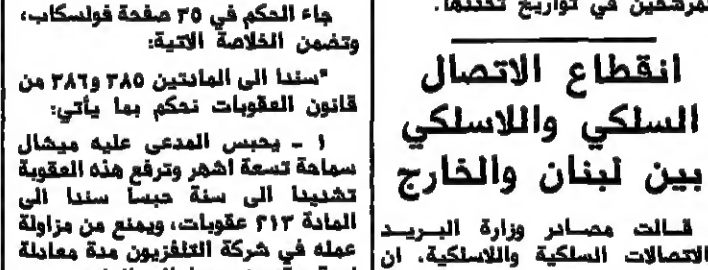 جاء الحكم في ٣٥ صفحة فولسكاب،
وتضمن الخلاصة الآتية:
"سندا الى المادتين ٣٨٥ و٣٨٦ من
قانون العقوبات نحكم بما يأتي:
١ - يحبس المدعى عليه ميشال
سماحة تسعة اشهر وترفع هذه العقوبة
تشديدا الى سنة حبساً سندا الى
المادة ٣١٣ عقوبات، ويمنع من مزاولة
عمله في شركة التلفزيون مدة معادلة
في تواريخ
انقطاع الاتصال
السلكي واللاسلكي
بين لبنان والخارج
قالت مصادر وزارة البريد
الاتصالات السلكية واللاسلكية، ان